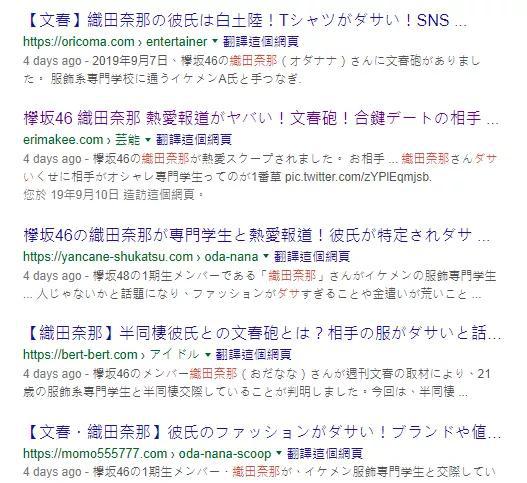 【文春】織田奈那の彼氏は白土陸！Tシャツがダサい！SNS ...
https://oricoma.com › entertainer ▼ 翻譯這個網頁
4 days ago - 2019年9月7日、欅坂46の織田奈那（オダナナ）さんに文春砲がありまし
た。 服飾系専門学校に通うイケメンA氏と手つなぎ.
欅坂46 織田奈那 熱愛報道がヤバい！文春砲！合鍵デートの相手 ...
erimakee.com › 芸能 ▼ 翻譯這個網頁
4 days ago - 欅坂46の織田奈那が熱愛スクープされました。 お相手 ... 織田奈那さんダサ
いくせに相手がオシャレ専門学生ってのが1番草 pic.twitter.com/zYPlEqmjsb.
您於 19年9月10日 造訪這個網頁。
欅坂46の織田奈那が専門学生と熱愛報道！彼氏が特定されダサ ...
https://yancane-shukatsu.com › oda-nana ▼ 翻譯這個網頁
4 days ago - 欅坂48の1期生メンバーである「織田奈那」さんがイケメンの服飾専門学生
... 人じゃないかと話題になり、ファッションがダサすぎることや金遣いが荒いこと ...
【織田奈那】半同棲彼氏との文春砲とは？相手の服がダサいと話...
https://bert-bert.com › アイドル ▼ 翻譯這個網頁
4 days ago - 欅坂46のメンバー織田奈那（おだなな）さんが週刊文春の取材により、21
歳の服飾系専門学生と半同棲交際していることが判明しました。今回は、半同棲 ...
【文春・織田奈那】彼氏のファッションがダサい！ブランドや値...
https://momo555777.com › oda-nana-scoop ▼ 翻譯這個網頁
4 days ago - 欅坂46の1期生メンバー・織田奈那が、イケメン服飾専門学生と交際してい